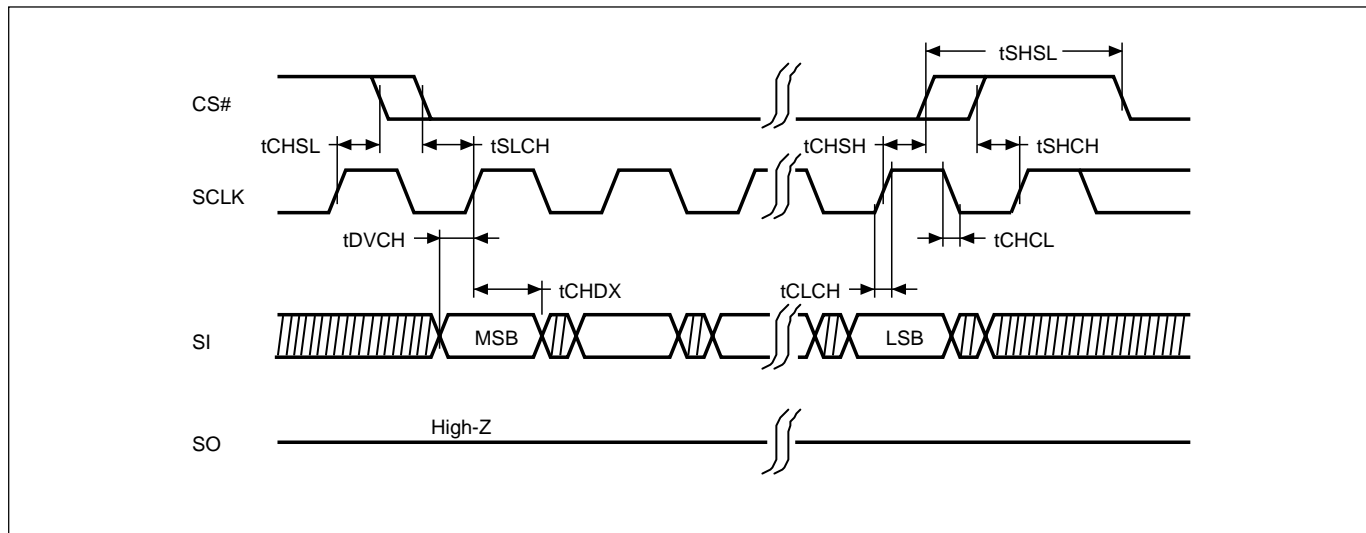 tSHSL
CS#
tCHSL
tSLCH
tCHSH
tSHCH
SCLK
tDVCH
tCHCL
tCHDX
tCLCH
SI
MSB
LSB
High-Z
SO